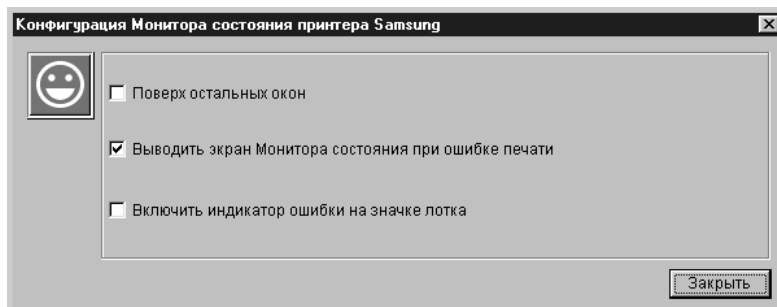 Конфигурация Монитора состояния принтера Samsung
Поверх остальных окон
Выводить экран Монитора состояния при ошибке печати
Включить индикатор ошибки на значке лотка
Закрыть